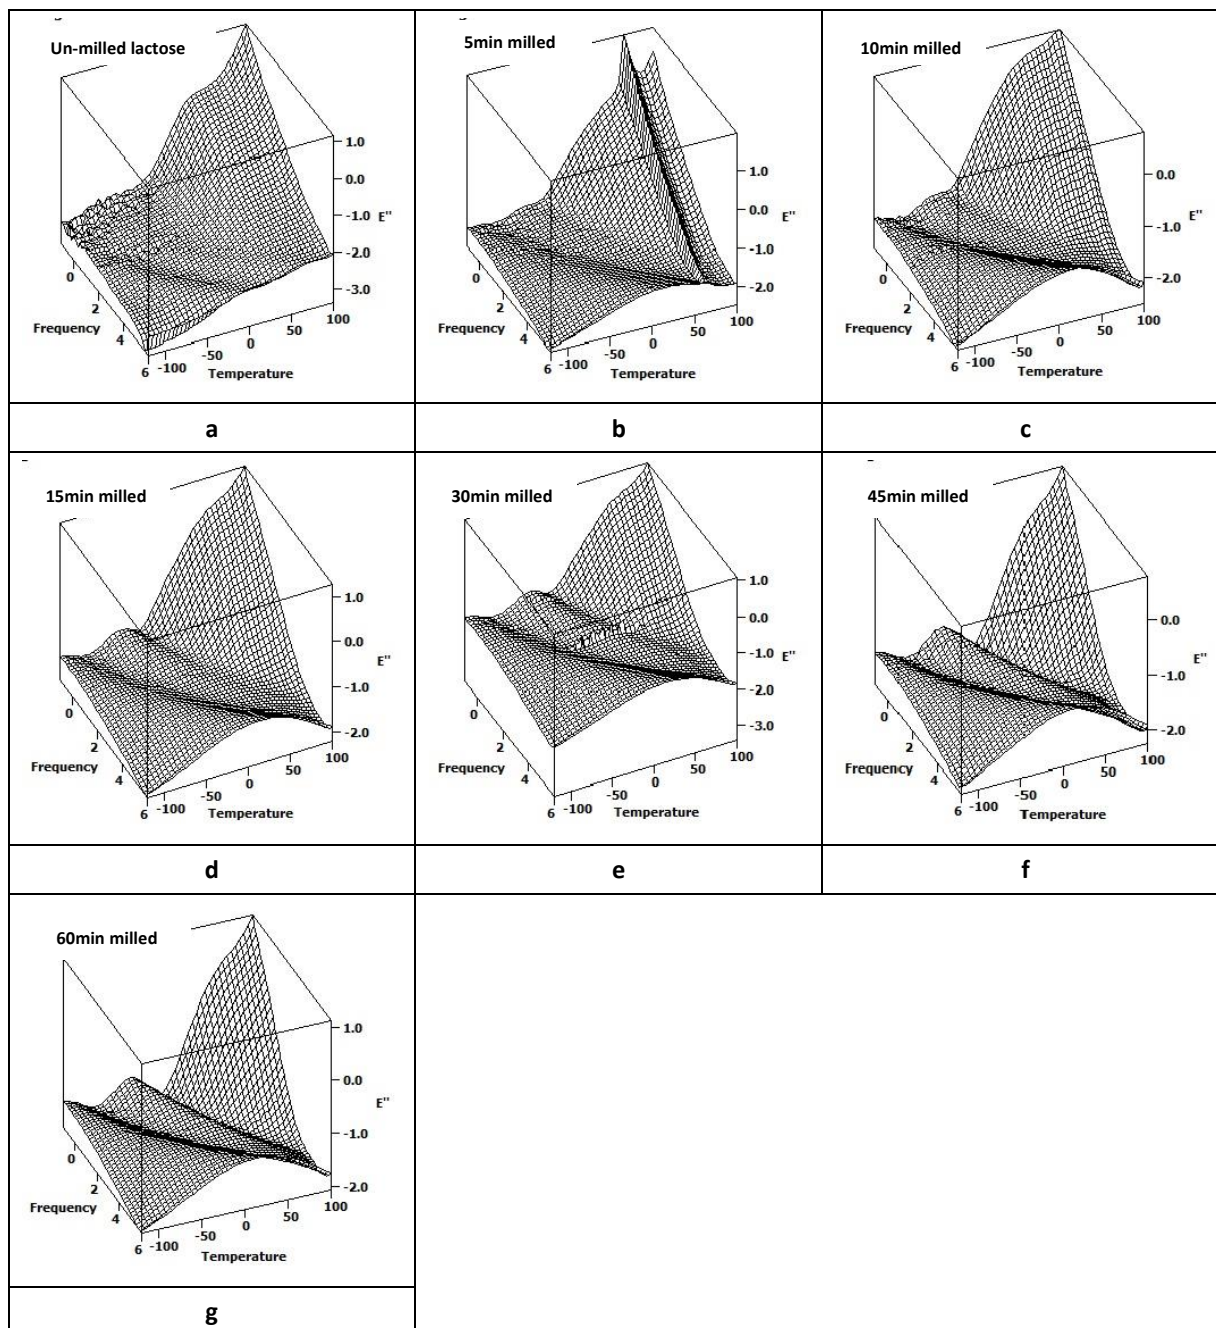 Un-milled lactose
1.0
0.0
-1.0
E"
-2.0
-3.0
0
2
4
6
Frequency
-100
-50
0
50
100
Temperature
a
5min milled
1.0
0.0
E"
-1.0
-2.0
0
2
4
6
Frequency
-100
-50
0
50
100
Temperature
b
10min milled
0.0
E"
-1.0
-2.0
0
2
4
6
Frequency
-100
-50
0
50
100
Temperature
c
15min milled
1.0
0.0
E"
-1.0
-2.0
0
2
4
6
Frequency
-100
-50
0
50
100
Temperature
d
30min milled
1.0
0.0
-1.0
E"
-2.0
-3.0
0
2
4
6
Frequency
-100
-50
0
50
100
Temperature
e
45min milled
0.0
E"
-1.0
-2.0
0
2
4
6
Frequency
-100
-50
0
50
100
Temperature
f
60min milled
1.0
0.0
E"
-1.0
-2.0
0
2
4
6
Frequency
-100
-50
0
50
100
Temperature
g